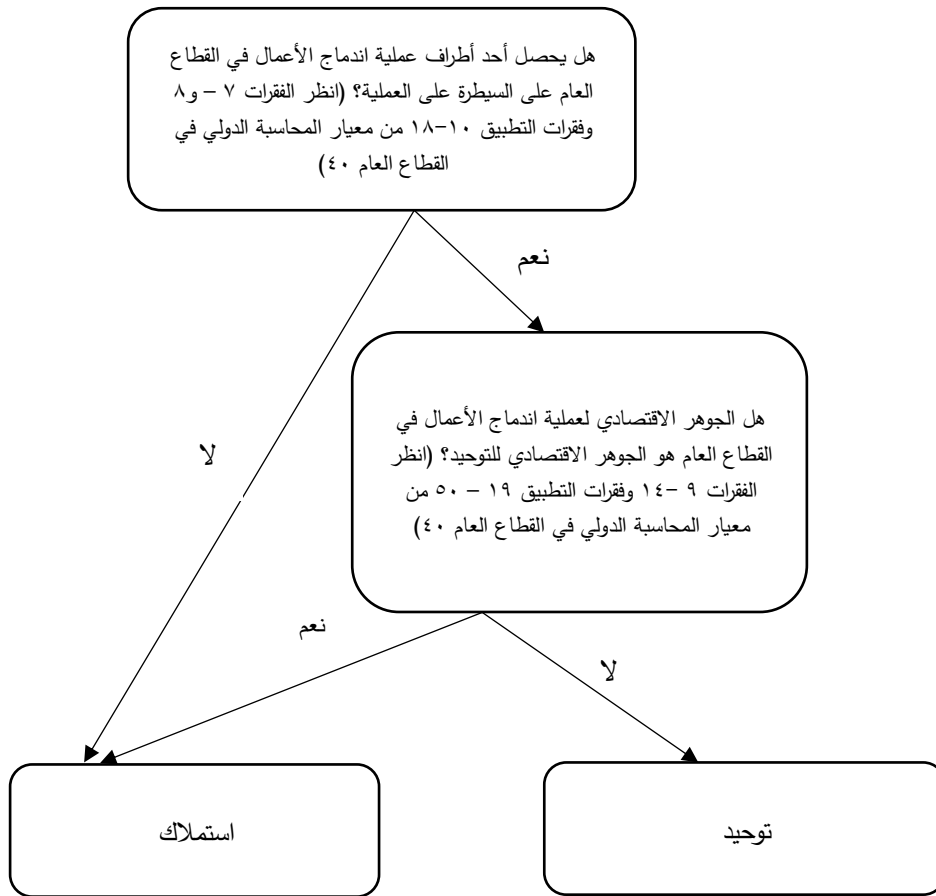 هل يحصل أحد أطراف عملية اندماج الأعمال في القطاع
العام على السيطرة على العملية؟ (انظر الفقرات ٧ – و٨
وفقرات التطبيق ١٠-١٨ من معيار المحاسبة الدولي في
القطاع العام ٤٠)
نعم
هل الجوهر الاقتصادي لعملية اندماج الأعمال في
القطاع العام هو الجوهر الاقتصادي للتوحيد؟ (انظر
الفقرات ٩ -١٤ وفقرات التطبيق ١٩ – ٥٠ من
معيار المحاسبة الدولي في القطاع العام ٤٠)
لا
نعم
لا
توحيد
استملاك